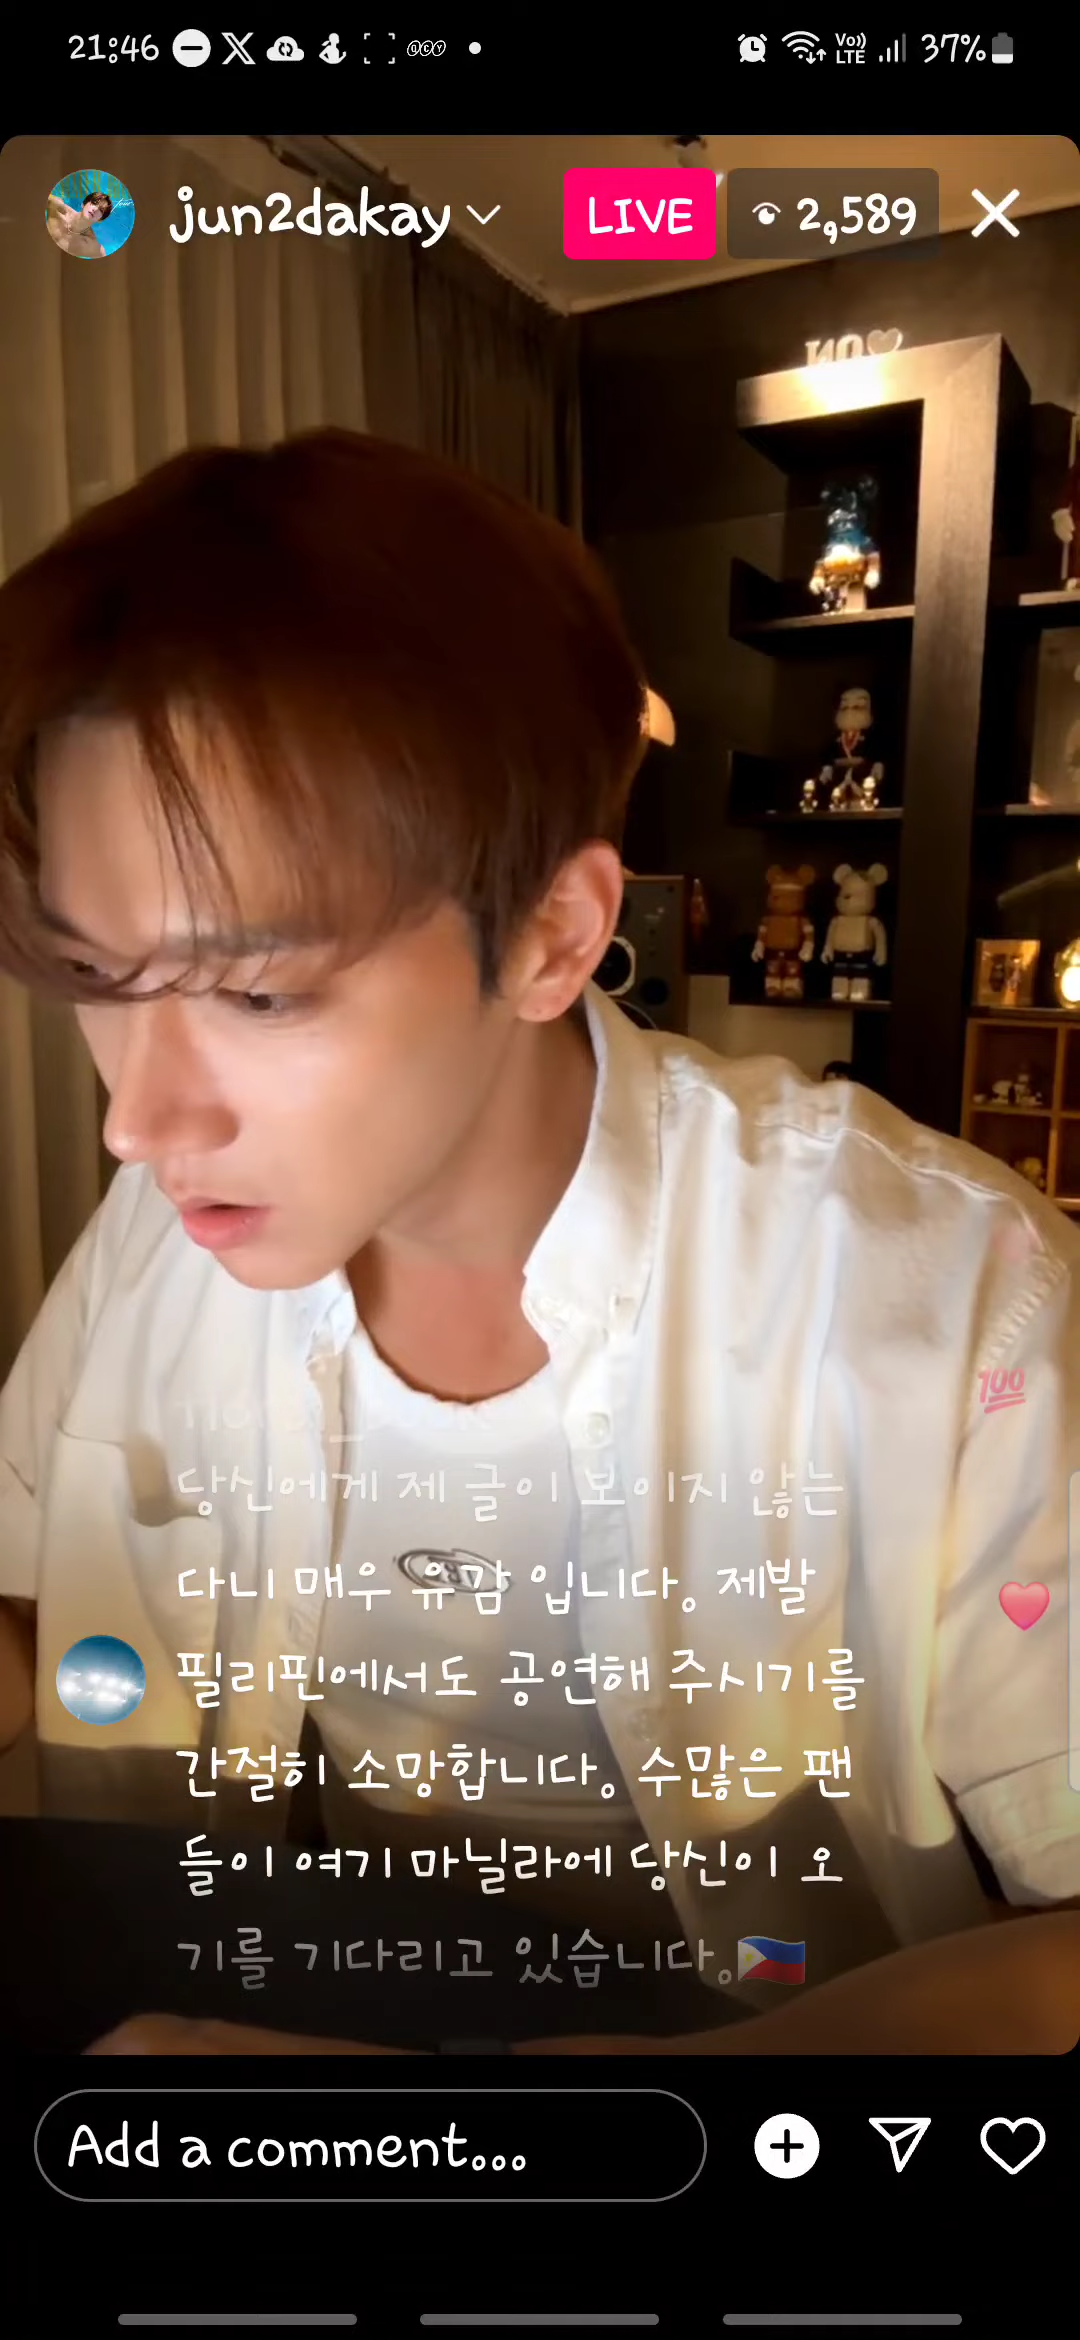 21:46 37%
jun2dakay LIVE 2,589
당신에게 제 글이 보이지 않는
다니 매우 유감 입니다. 제발
필리핀에서도 공연해 주시기를
간절히 소망합니다. 수많은 팬
들이 여기 마닐라에 당신이 오
기를 기다리고 있습니다.🇵🇭
Add a comment...